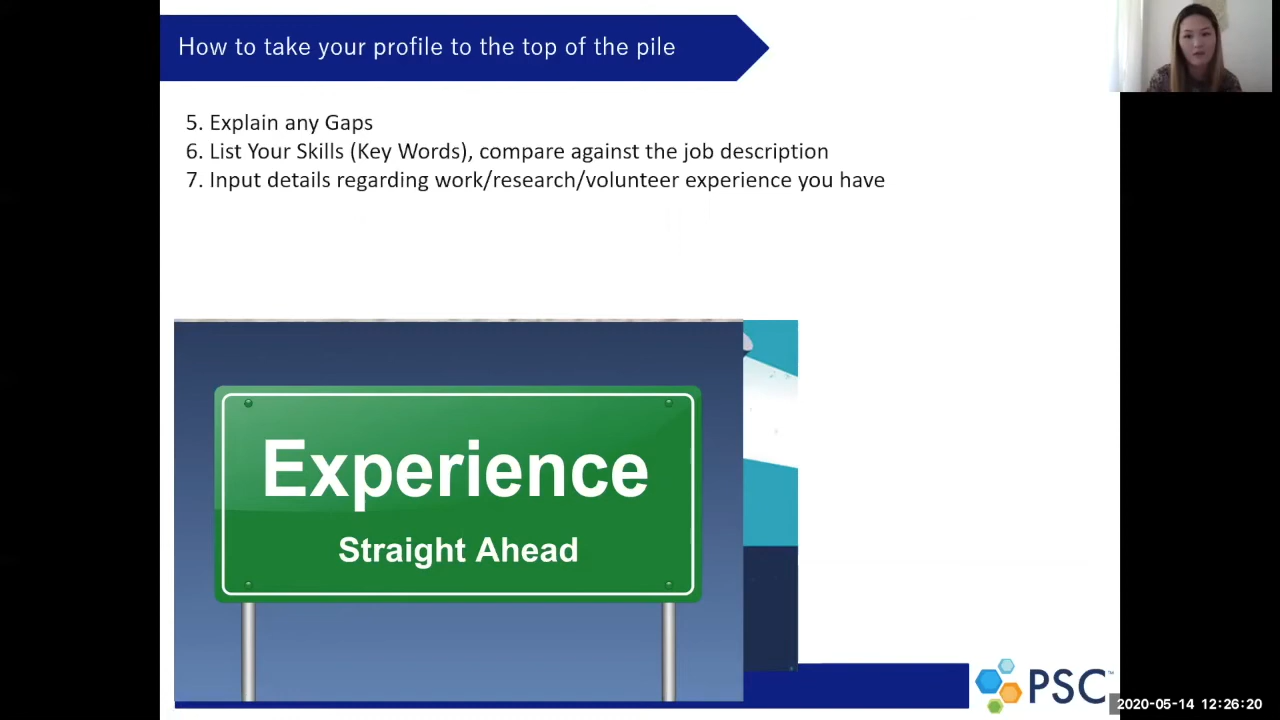 How to take your profile to the top of the pile
5. Explain any Gaps
6. List Your Skills (Key Words), compare against the job description
7. Input details regarding work/research/volunteer experience you have
Experience
Straight Ahead
PSC™
2020-05-14 12:26:20